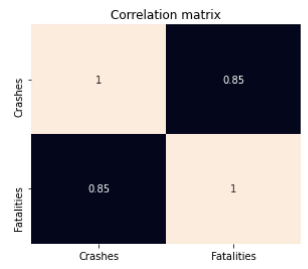 Correlation matrix
Crashes
1
0.85
Fatalities
0.85
1
Crashes
Fatalities